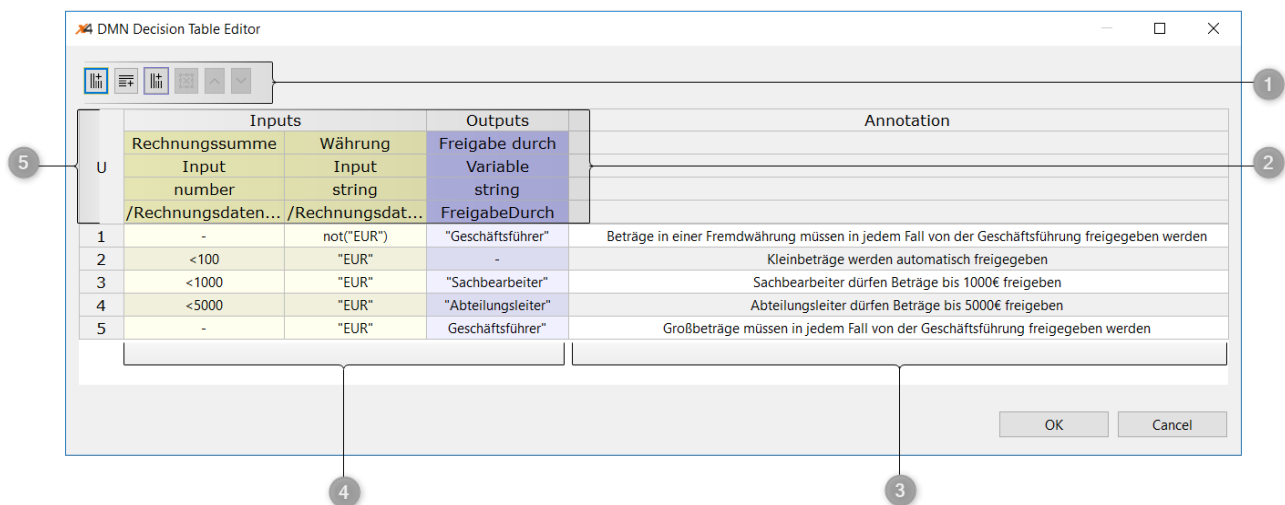 X4 DMN Decision Table Editor
1
Inputs Outputs Annotation
Rechnungssumme Währung Freigabe durch
5 U Input Input Variable 2
number string string
/Rechnungsdaten... /Rechnungsdat... FreigabeDurch
1 - not("EUR") "Geschäftsführer" Beträge in einer Fremdwährung müssen in jedem Fall von der Geschäftsführung freigegeben werden
2 <100 "EUR" - Kleinbeträge werden automatisch freigegeben
3 <1000 "EUR" "Sachbearbeiter" Sachbearbeiter dürfen Beträge bis 1000€ freigeben
4 <5000 "EUR" "Abteilungsleiter" Abteilungsleiter dürfen Beträge bis 5000€ freigeben
5 - "EUR" Geschäftsführer" Großbeträge müssen in jedem Fall von der Geschäftsführung freigegeben werden
OK Cancel
4 3